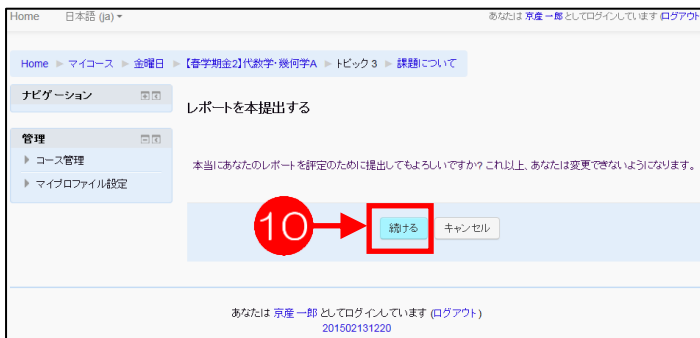 Home 日本語 (ja)
あなたは 京産 一郎 としてログインしています (ログアウト
Home マイコース 金曜日 【春学期金2】代数学・幾何学A トピック 3 課題について
ナビゲーション
レポートを本提出する
管理
コース管理
マイプロファイル設定
本当にあなたのレポートを評定のために提出してもよろしいですか? これ以上、あなたは変更できないようになります。
10 続ける キャンセル
あなたは 京産 一郎 としてログインしています (ログアウト)
201502131220